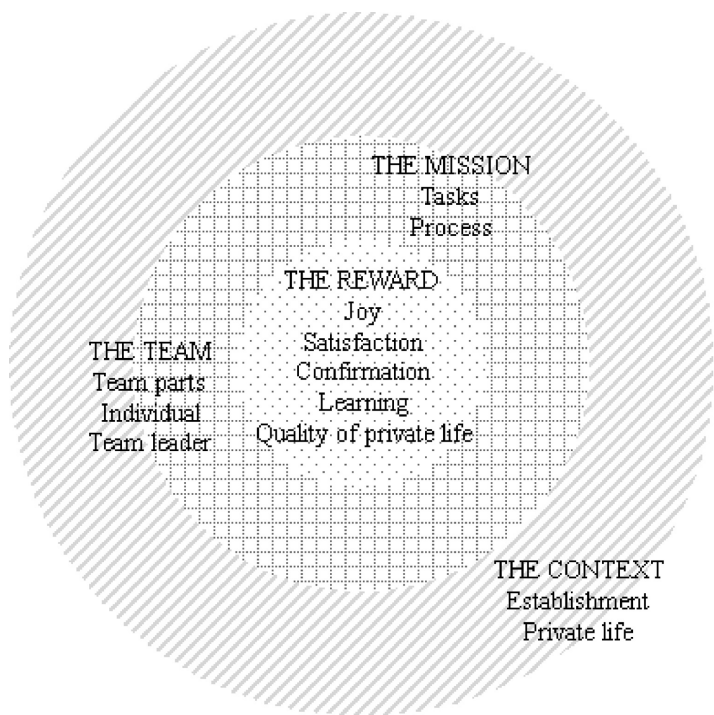 THE MISSION
Tasks
Process
THE REWARD
Joy
Satisfaction
Confirmation
Learning
Quality of private life
THE TEAM
Team parts
Individual
Team leader
THE CONTEXT
Establishment
Private life